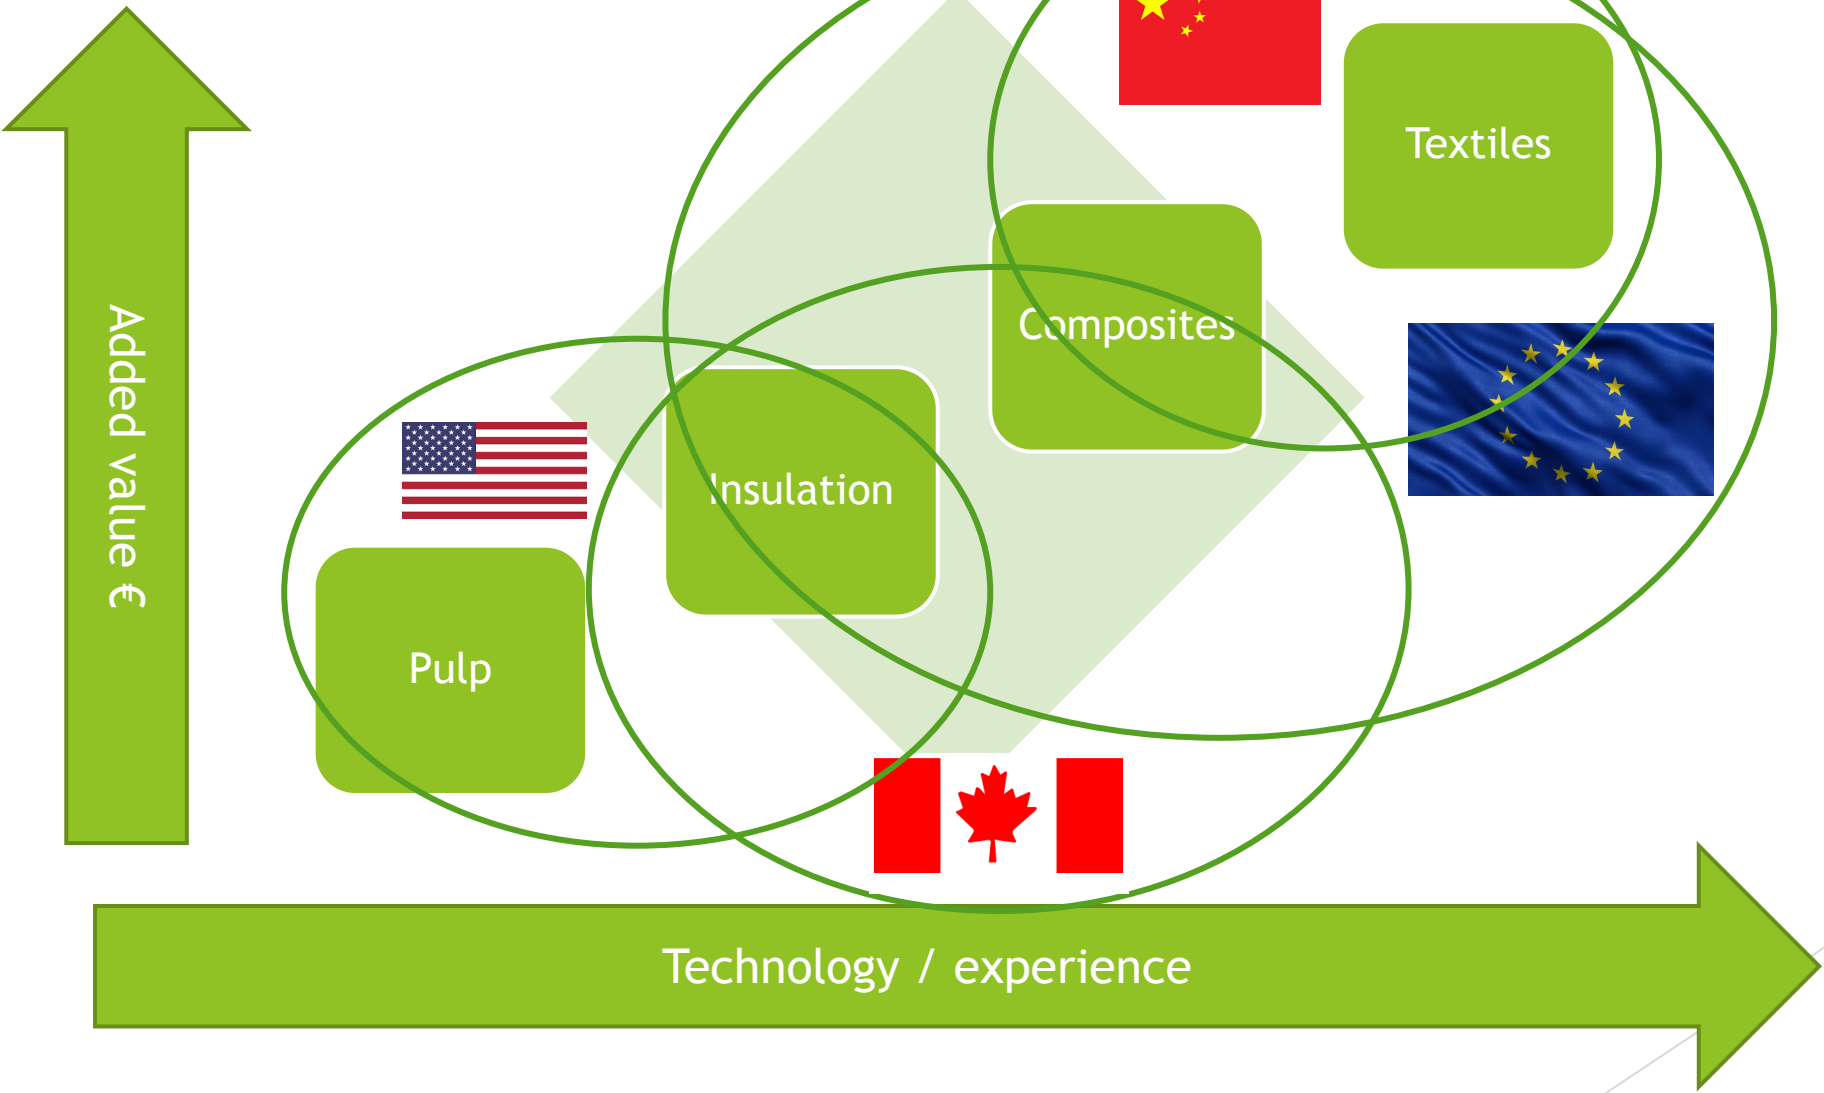 Textiles
Composites
Insulation
Pulp
Added value €
Technology / experience